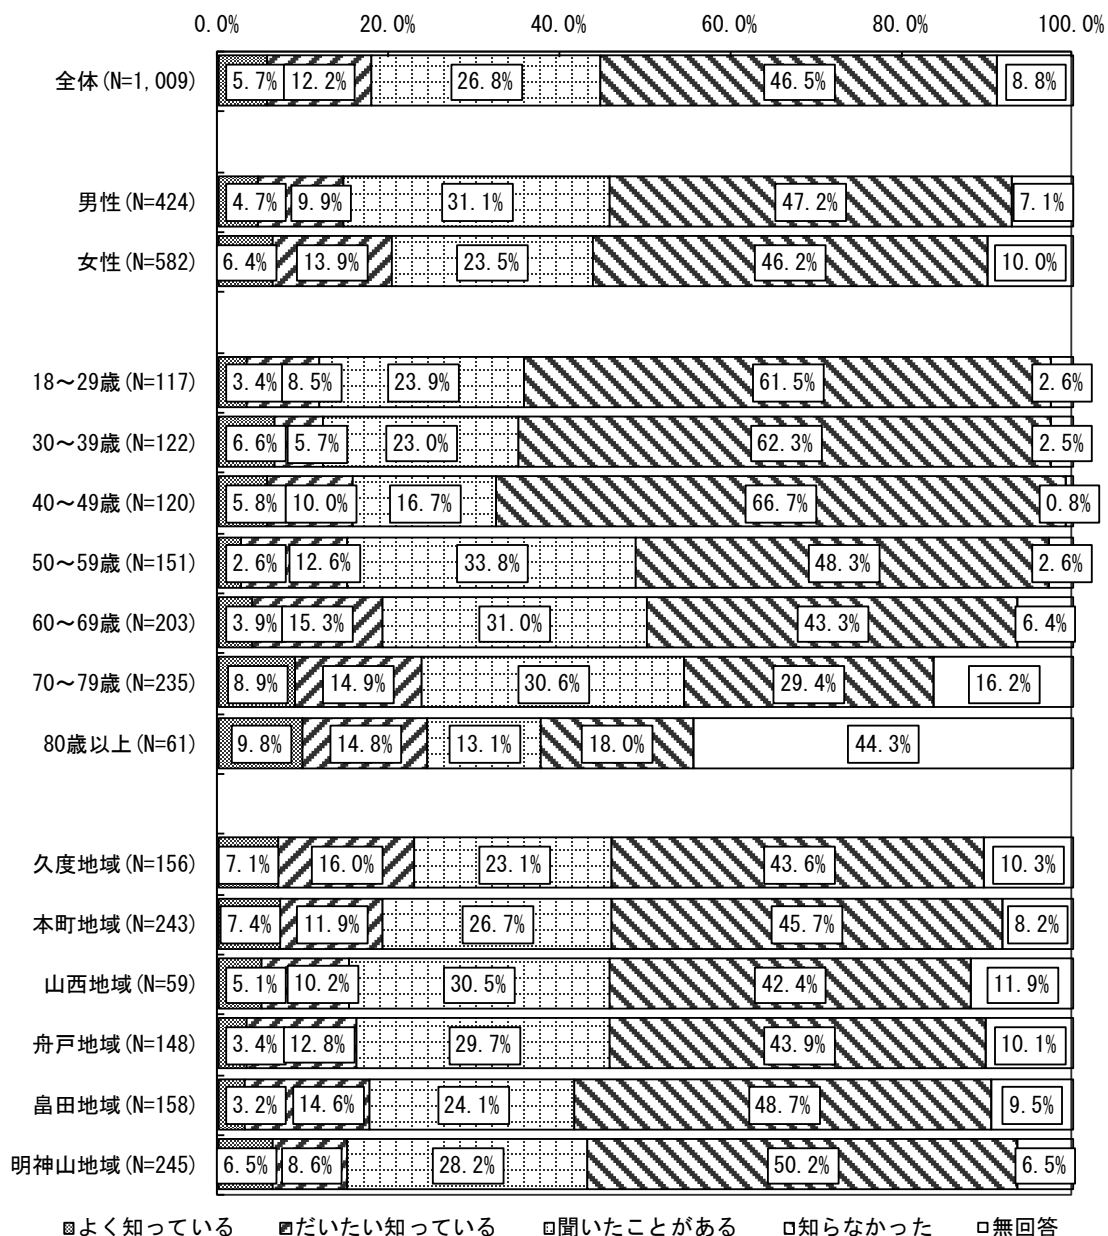 0.0% 20.0% 40.0% 60.0% 80.0% 100.0%
全体(N=1,009) 5.7% 12.2% 26.8% 46.5% 8.8%
男性(N=424) 4.7% 9.9% 31.1% 47.2% 7.1%
女性(N=582) 6.4% 13.9% 23.5% 46.2% 10.0%
18～29歳(N=117) 3.4% 8.5% 23.9% 61.5% 2.6%
30～39歳(N=122) 6.6% 5.7% 23.0% 62.3% 2.5%
40～49歳(N=120) 5.8% 10.0% 16.7% 66.7% 0.8%
50～59歳(N=151) 2.6% 12.6% 33.8% 48.3% 2.6%
60～69歳(N=203) 3.9% 15.3% 31.0% 43.3% 6.4%
70～79歳(N=235) 8.9% 14.9% 30.6% 29.4% 16.2%
80歳以上(N=61) 9.8% 14.8% 13.1% 18.0% 44.3%
久度地域(N=156) 7.1% 16.0% 23.1% 43.6% 10.3%
本町地域(N=243) 7.4% 11.9% 26.7% 45.7% 8.2%
山西地域(N=59) 5.1% 10.2% 30.5% 42.4% 11.9%
舟戸地域(N=148) 3.4% 12.8% 29.7% 43.9% 10.1%
畠田地域(N=158) 3.2% 14.6% 24.1% 48.7% 9.5%
明神山地域(N=245) 6.5% 8.6% 28.2% 50.2% 6.5%
よく知っている だいたい知っている 聞いたことがある 知らなかった 無回答